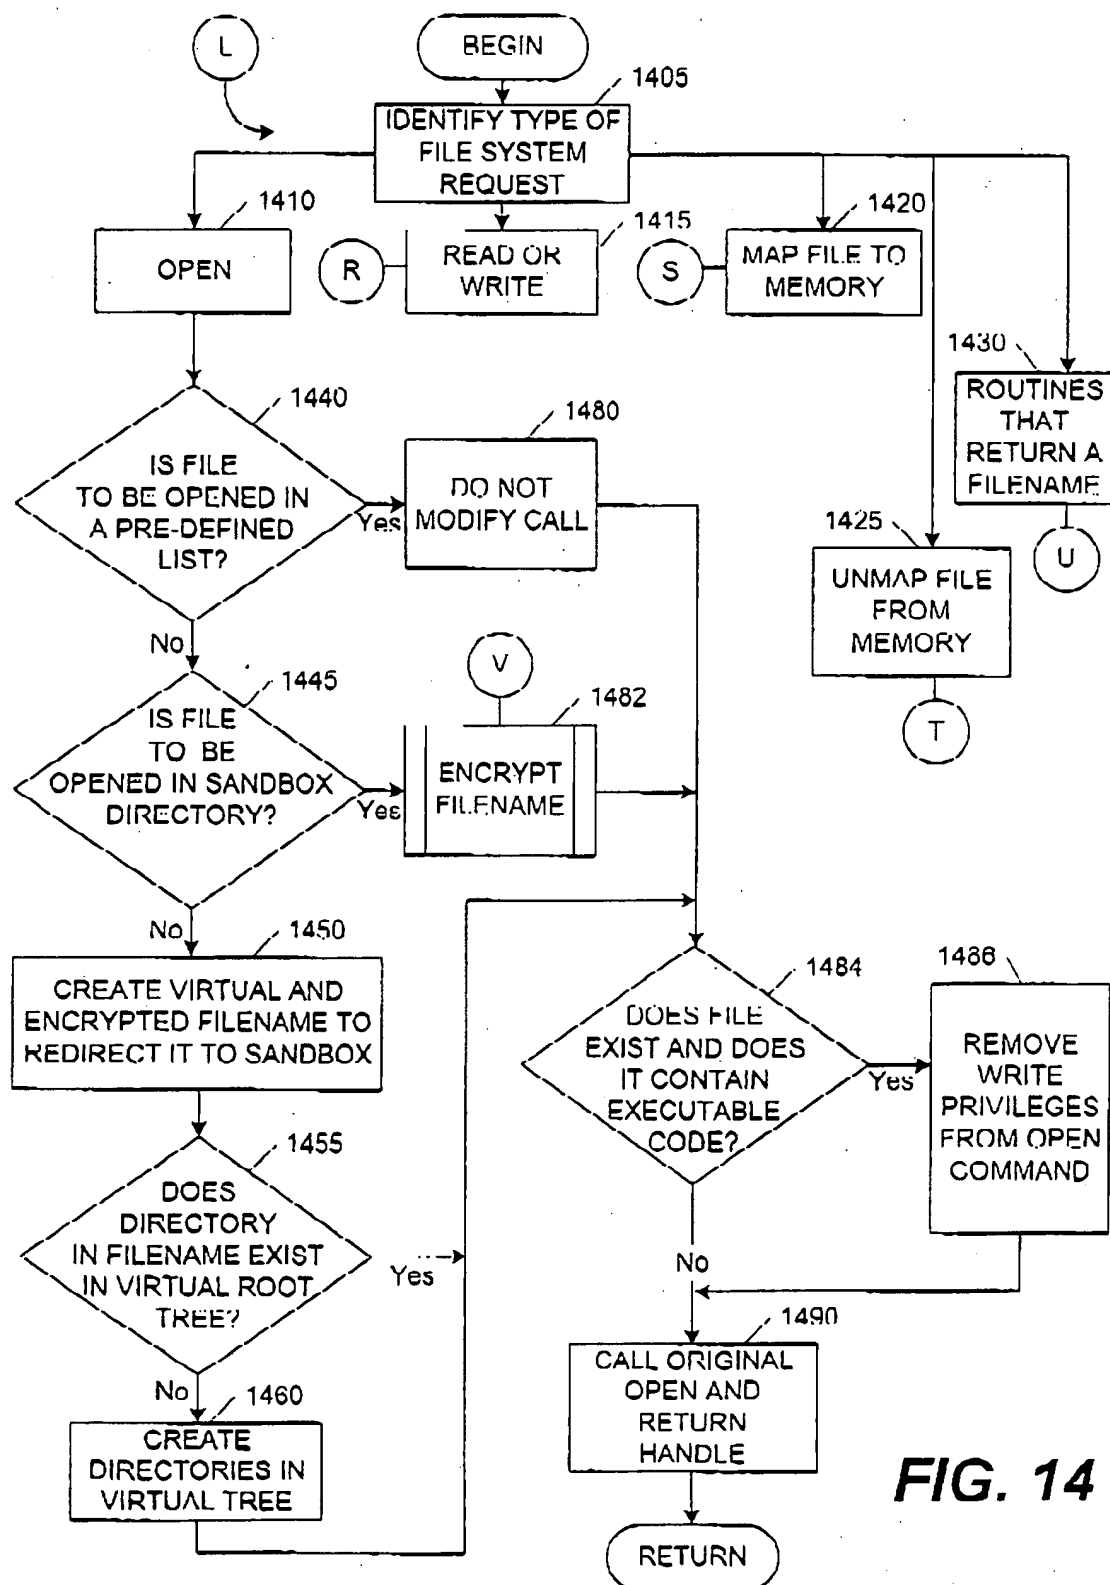 L
BEGIN
1405
IDENTIFY TYPE OF
FILE SYSTEM
REQUEST
1410
OPEN
1415
R
READ OR
WRITE
1420
S
MAP FILE TO
MEMORY
1430
ROUTINES
THAT
RETURN A
FILENAME
U
1425
UNMAP FILE
FROM
MEMORY
T
1440
IS FILE
TO BE OPENED IN
A PRE-DEFINED
LIST?
Yes
No
1480
DO NOT
MODIFY CALL
1445
IS FILE
TO BE
OPENED IN SANDBOX
DIRECTORY?
Yes
No
V
1482
ENCRYPT
FILENAME
1450
CREATE VIRTUAL AND
ENCRYPTED FILENAME TO
REDIRECT IT TO SANDBOX
1455
DOES
DIRECTORY
IN FILENAME EXIST
IN VIRTUAL ROOT
TREE?
Yes
No
1460
CREATE
DIRECTORIES IN
VIRTUAL TREE
1484
DOES FILE
EXIST AND DOES
IT CONTAIN
EXECUTABLE
CODE?
Yes
No
1486
REMOVE
WRITE
PRIVILEGES
FROM OPEN
COMMAND
1490
CALL ORIGINAL
OPEN AND
RETURN
HANDLE
RETURN
FIG. 14